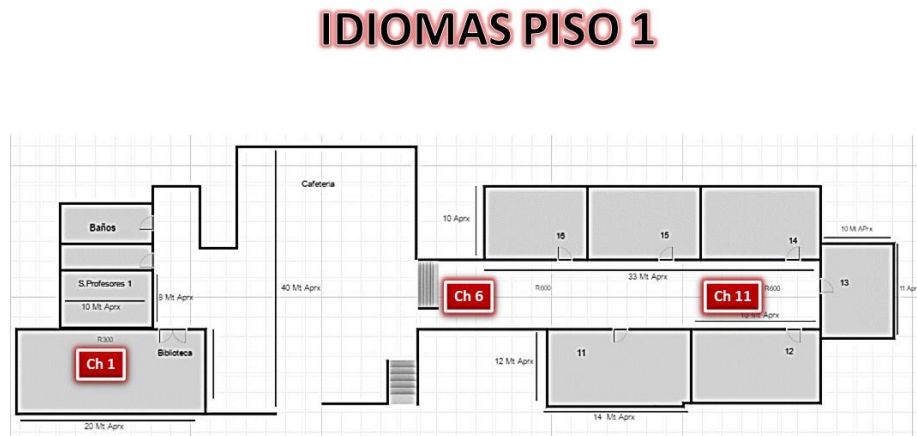 IDIOMAS PISO 1
Cafeteria
Baños
S.Profesores 1
10 Mt Aprx
8 Mt Aprx
40 Mt Aprx
R300
Ch 1
Biblioteca
20 Mt Aprx
10 Aprx
16
15
14
10 Mt APrx
33 Mt Aprx
Ch 6
R600
Ch 11
R600
13
11 Apr
10 Mt Aprx
12 Mt Aprx
11
12
14 Mt Aprx